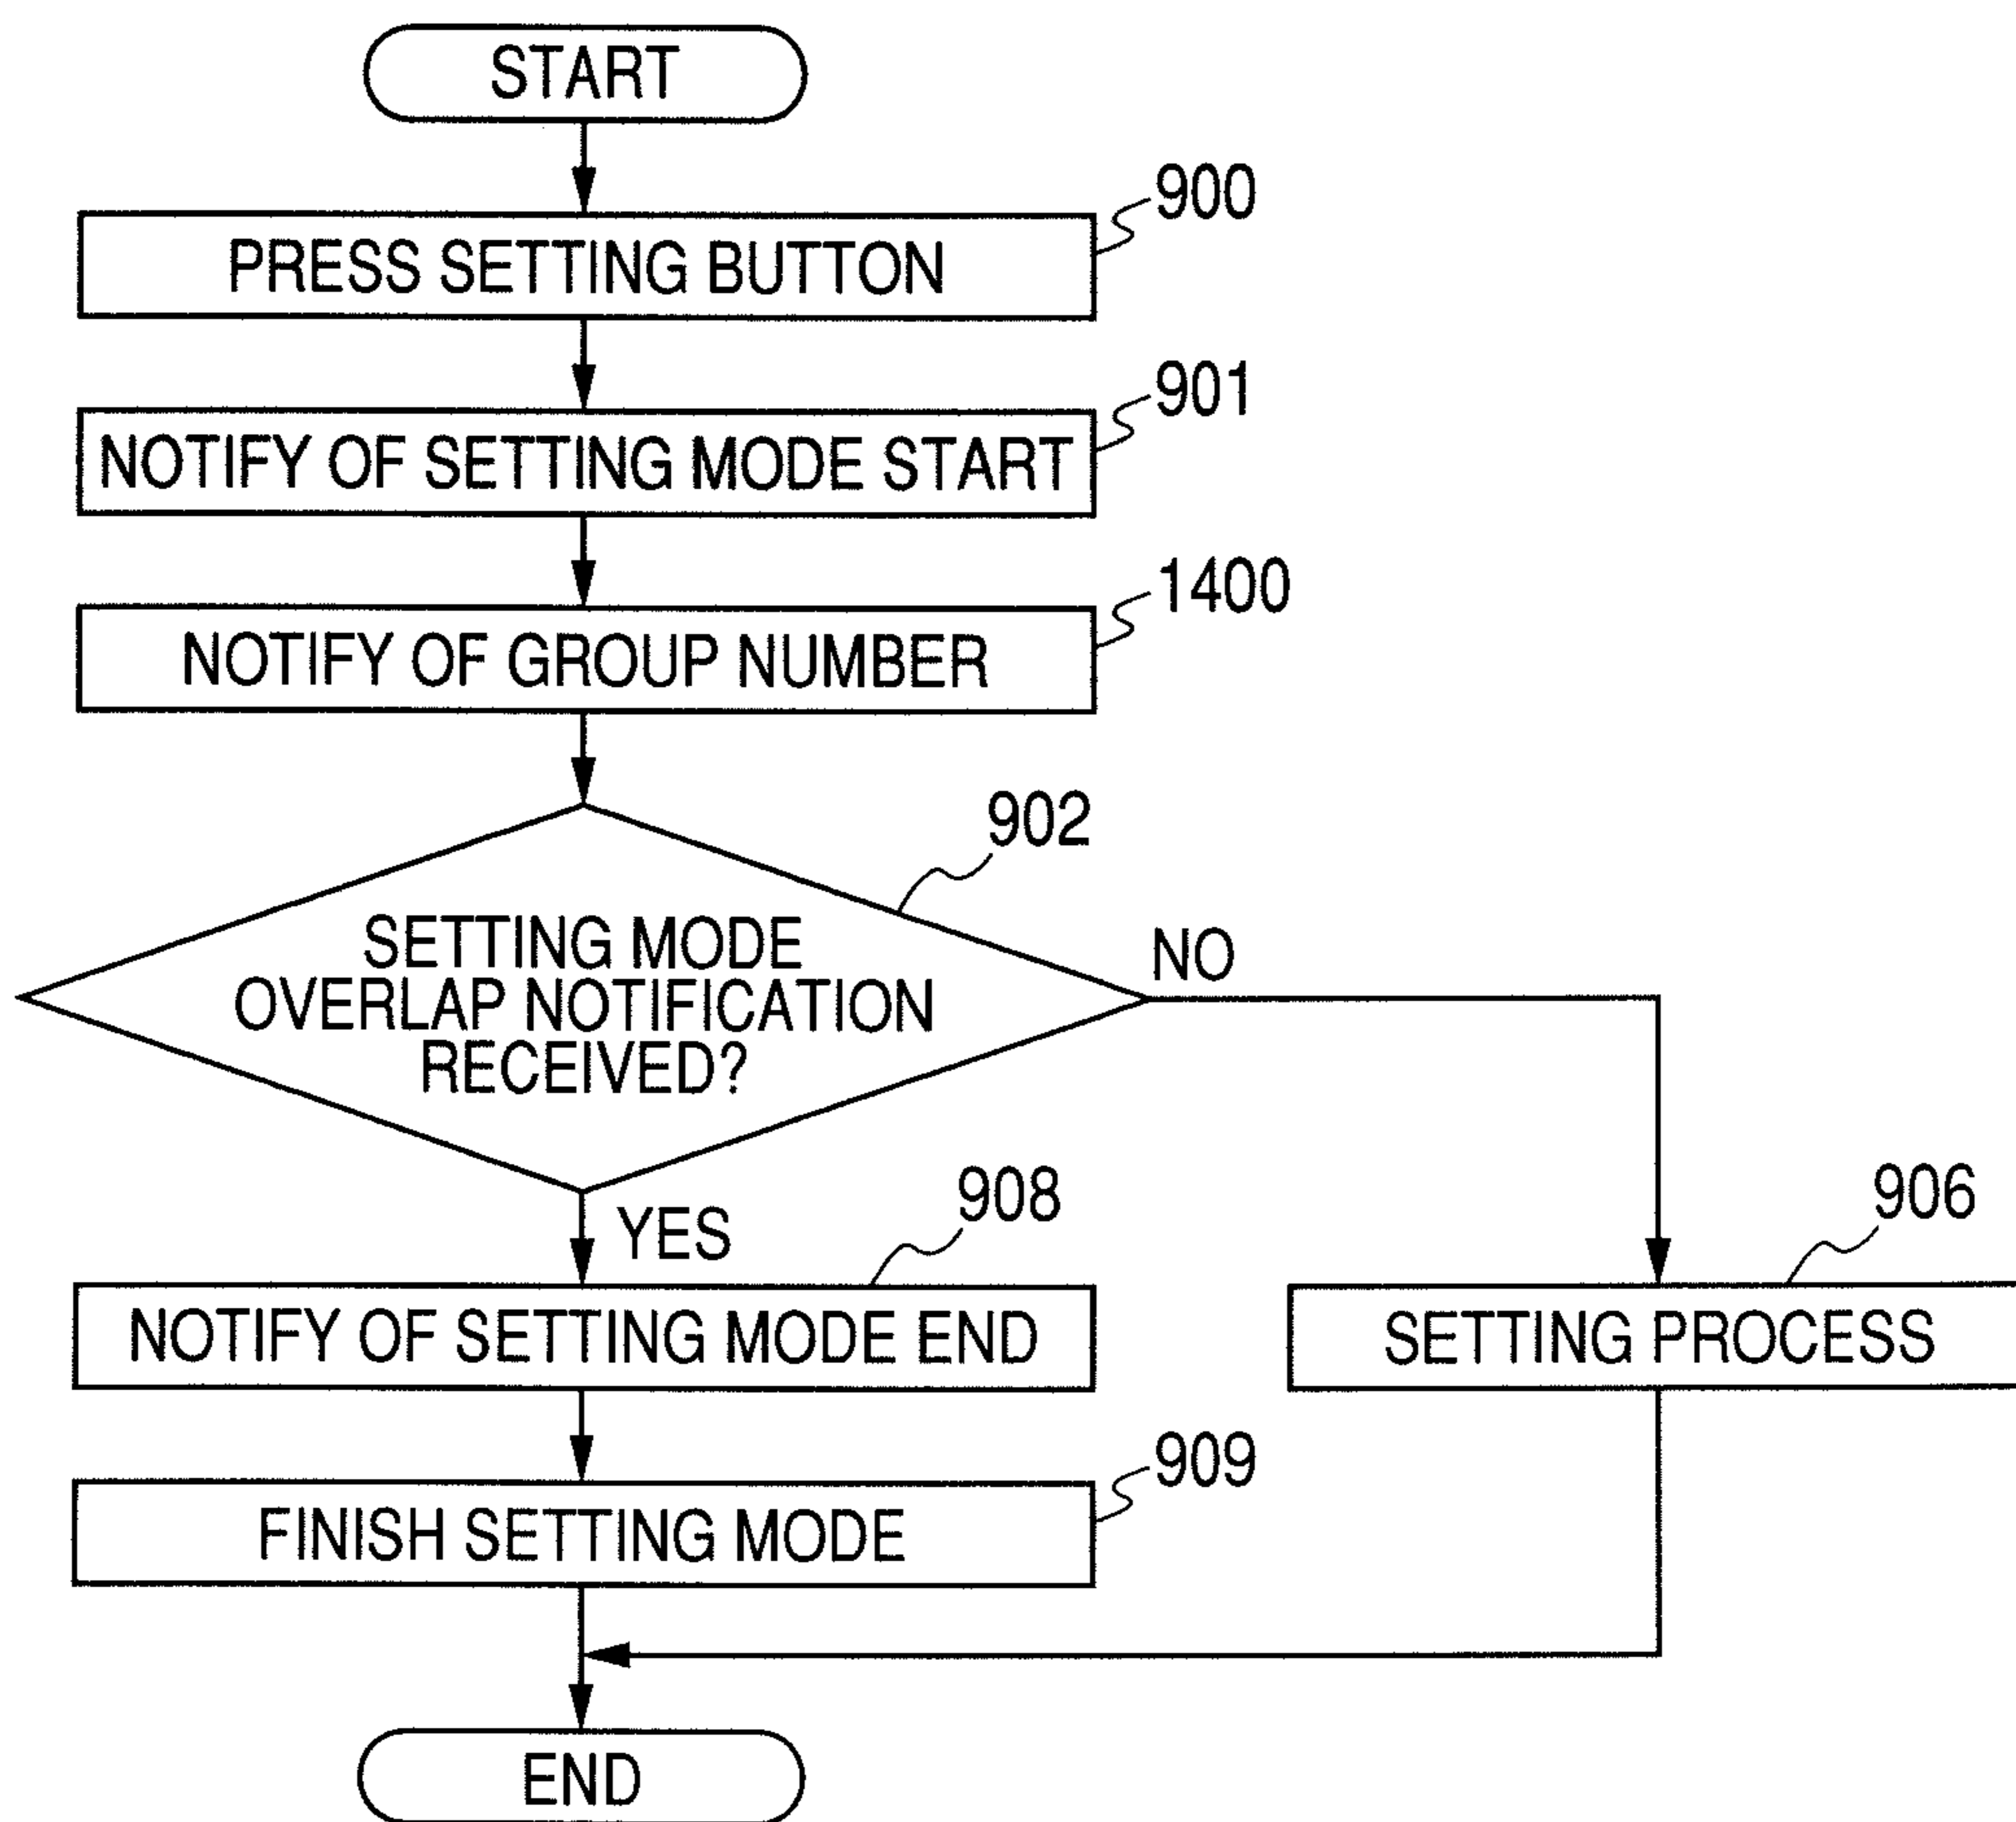 START
900
PRESS SETTING BUTTON
901
NOTIFY OF SETTING MODE START
1400
NOTIFY OF GROUP NUMBER
902
SETTING MODE
OVERLAP NOTIFICATION
RECEIVED?
NO
YES
908
NOTIFY OF SETTING MODE END
906
SETTING PROCESS
909
FINISH SETTING MODE
END